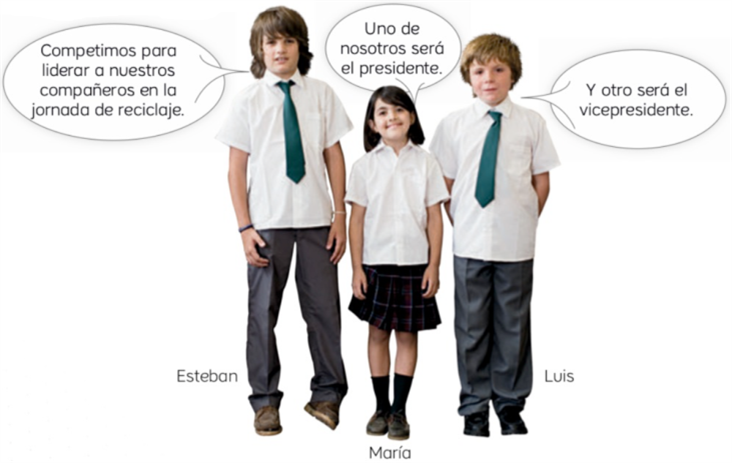 Competimos para
liderar a nuestros
compañeros en la
jornada de reciclaje.
Uno de
nosotros será
el presidente.
Y otro será el
vicepresidente.
Esteban
María
Luis